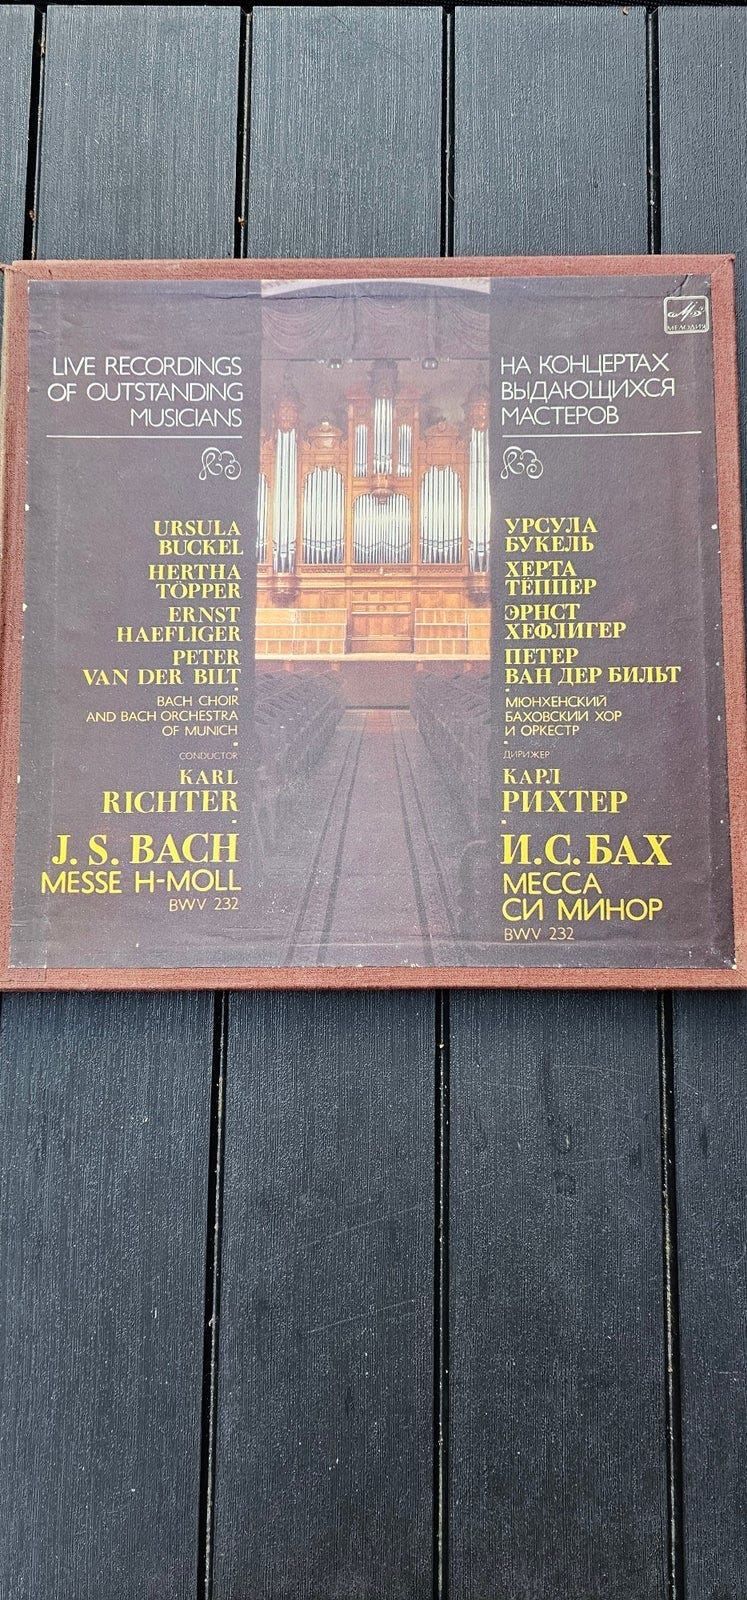 LIVE RECORDINGS
OF OUTSTANDING
MUSICIANS
URSULA
BUCKEL
HERTHA
TÖPPER
ERNST
HAEFLIGER
PETER
VAN DER BILT
BACH CHOIR
AND BACH ORCHESTRA
OF MUNICH
CONDUCTOR
KARL
RICHTER
J. S. BACH
MESSE H-MOLL
BWV 232
МЕЛОДИЯ
НА КОНЦЕРТАХ
ВЫДАЮЩИХСЯ
МАСТЕРОВ
УРСУЛА
БУКЕЛЬ
ХЕРТА
ТЁППЕР
ЭРНСТ
ХЕФЛИГЕР
ПЕТЕР
ВАН ДЕР БИЛЬТ
МЮНХЕНСКИЙ
БАХОВСКИЙ ХОР
И ОРКЕСТР
ДИРИЖЕР
КАРЛ
РИХТЕР
И.С.БАХ
МЕССА
СИ МИНОР
BWV 232